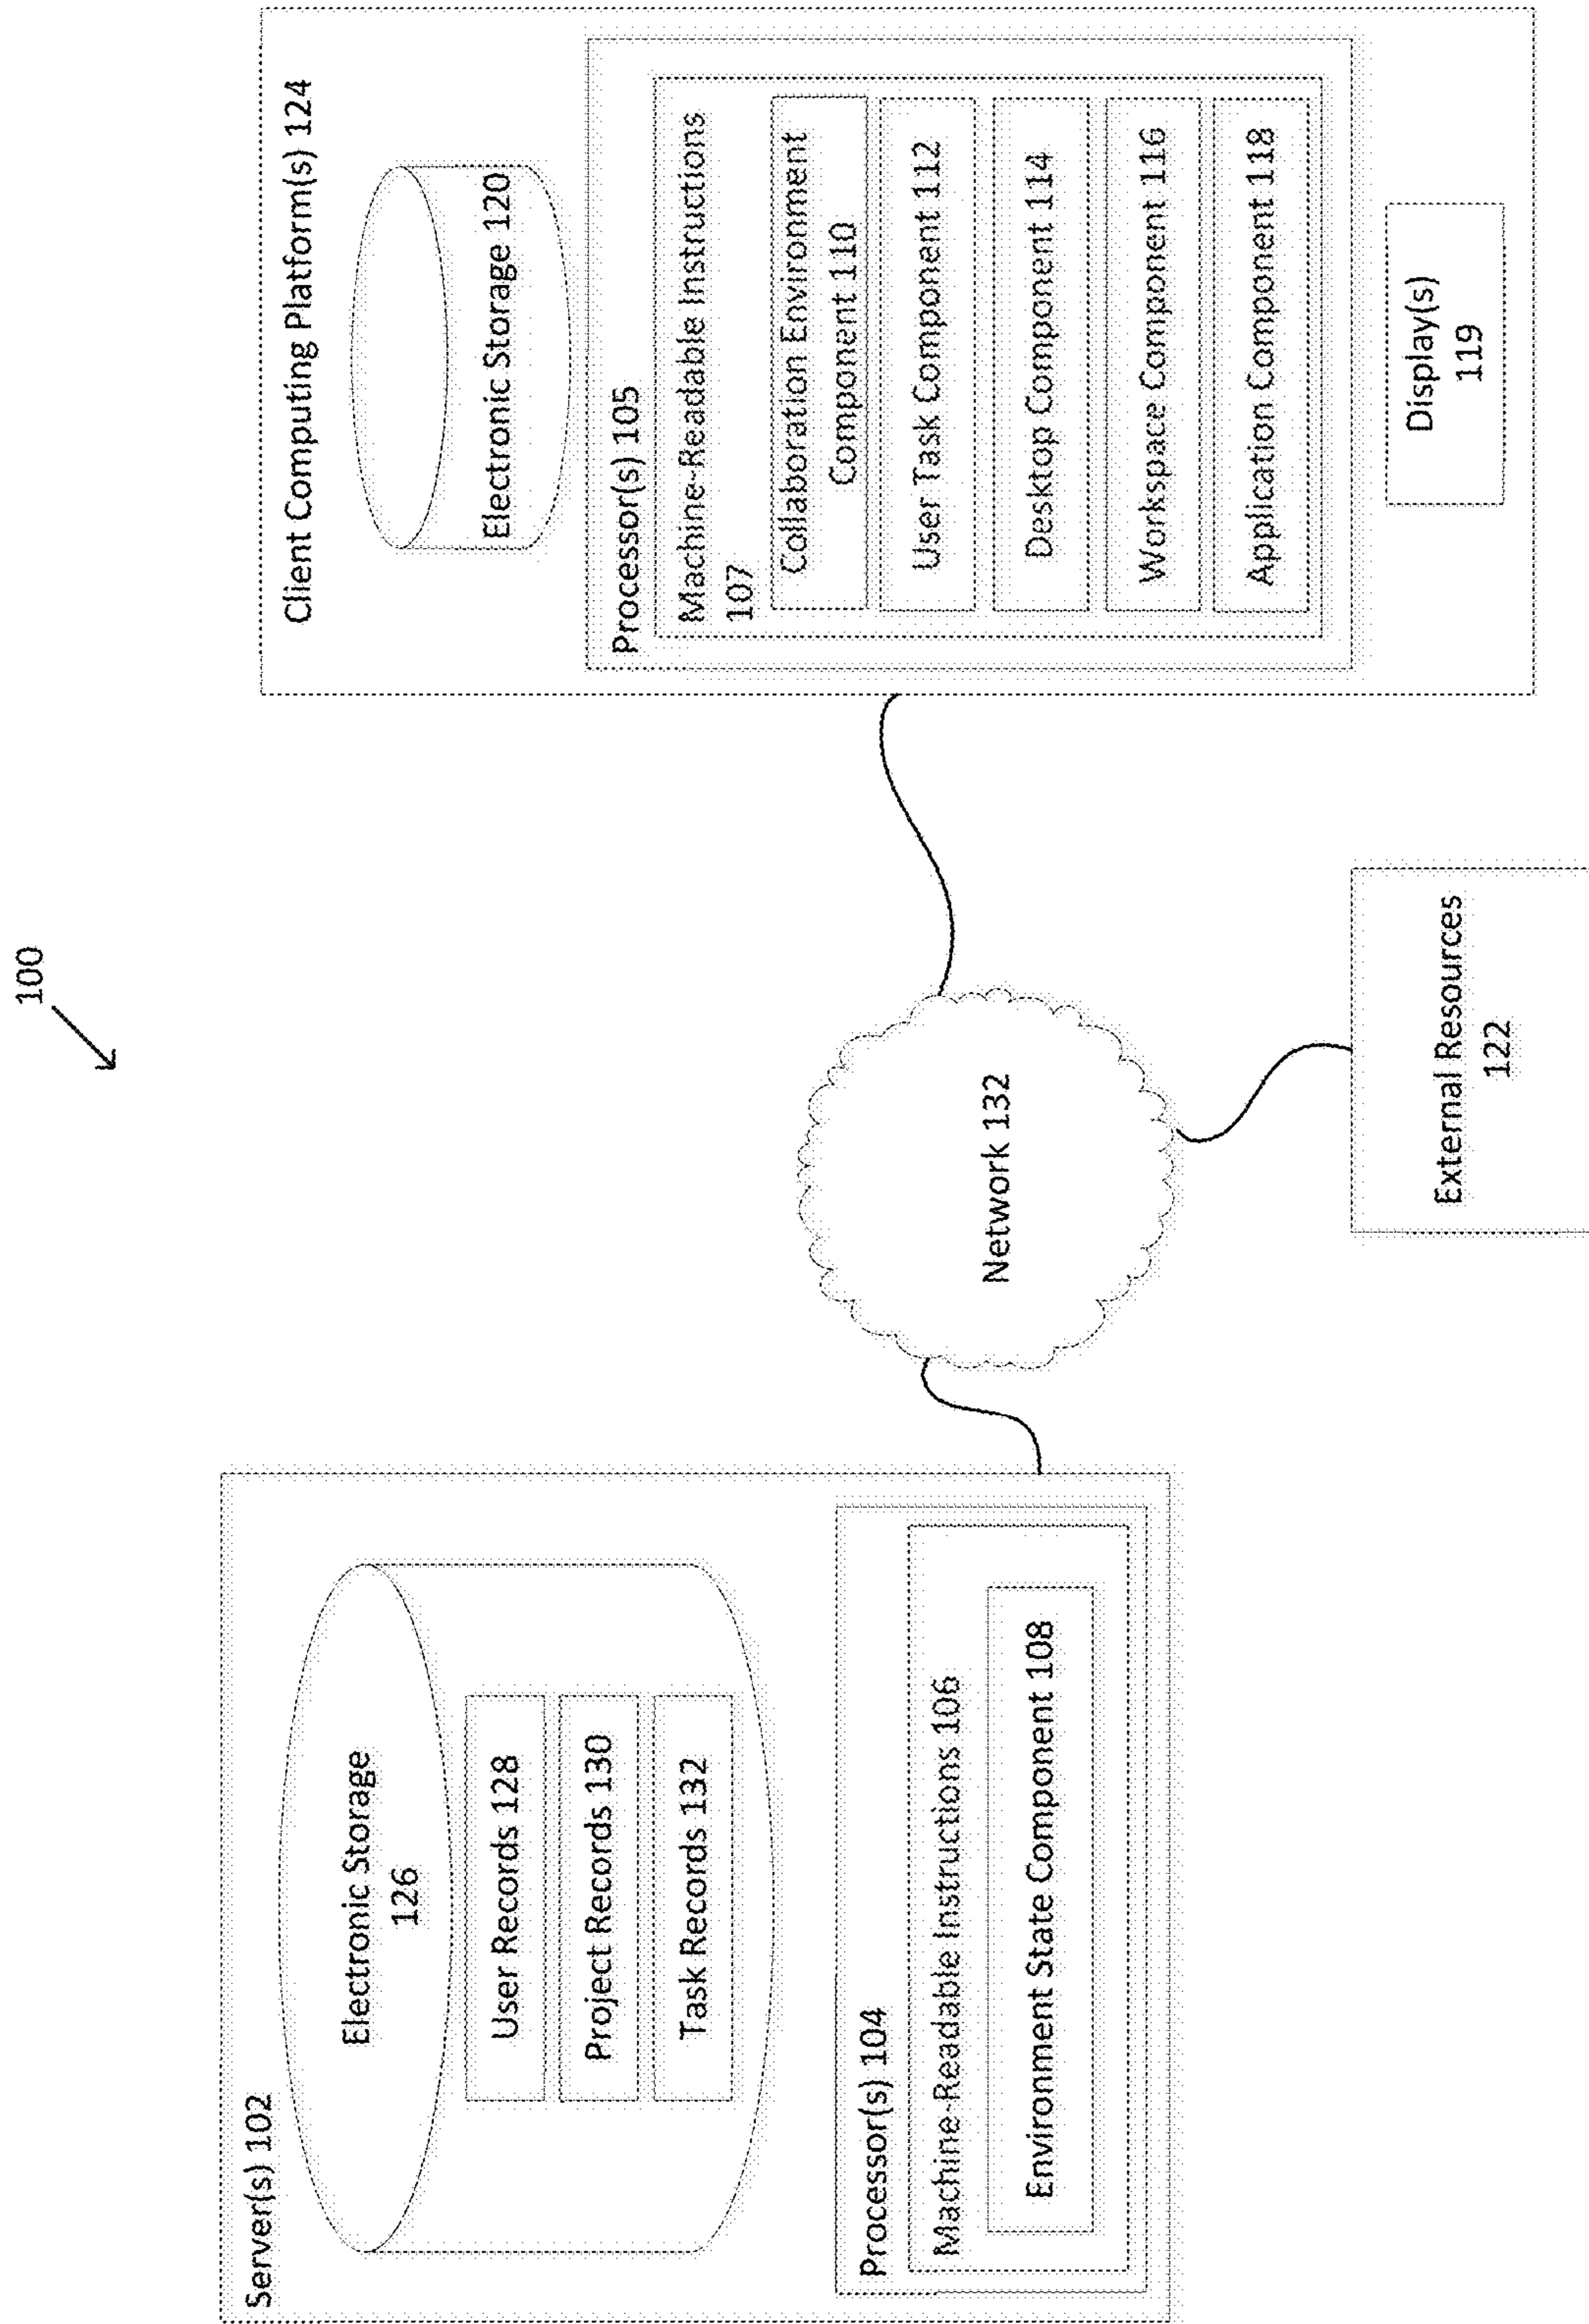 100
Server(s) 102
Electronic Storage
126
User Records 128
Project Records 130
Task Records 132
Processor(s) 104
Machine-Readable Instructions 106
Environment State Component 108
Network 132
External Resources
122
Client Computing Platform(s) 124
Electronic Storage 120
Processor(s) 105
Machine-Readable Instructions
107
Collaboration Environment
Component 110
User Task Component 112
Desktop Component 114
Workspace Component 116
Application Component 118
Display(s)
119